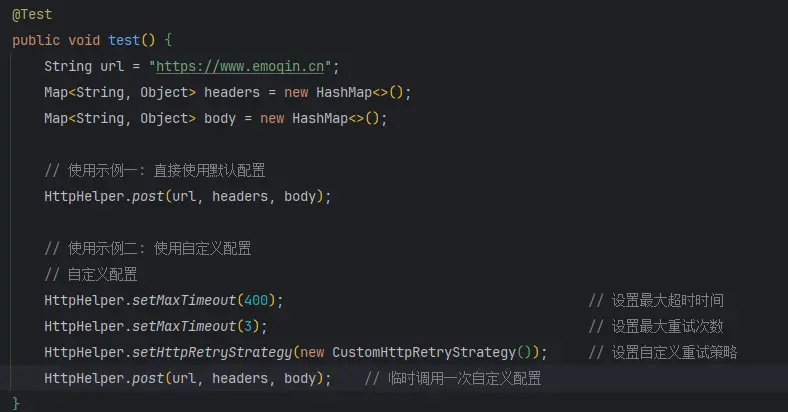 @Test
public void test() {
String url = "https://www.emoqin.cn";
Map<String, Object> headers = new HashMap<>();
Map<String, Object> body = new HashMap<>();
// 使用示例一: 直接使用默认配置
HttpHelper.post(url, headers, body);
// 使用示例二: 使用自定义配置
// 自定义配置
HttpHelper.setMaxTimeout(400); // 设置最大超时时间
HttpHelper.setMaxTimeout(3); // 设置最大重试次数
HttpHelper.setHttpRetryStrategy(new CustomHttpRetryStrategy()); // 设置自定义重试策略
HttpHelper.post(url, headers, body); // 临时调用一次自定义配置
}